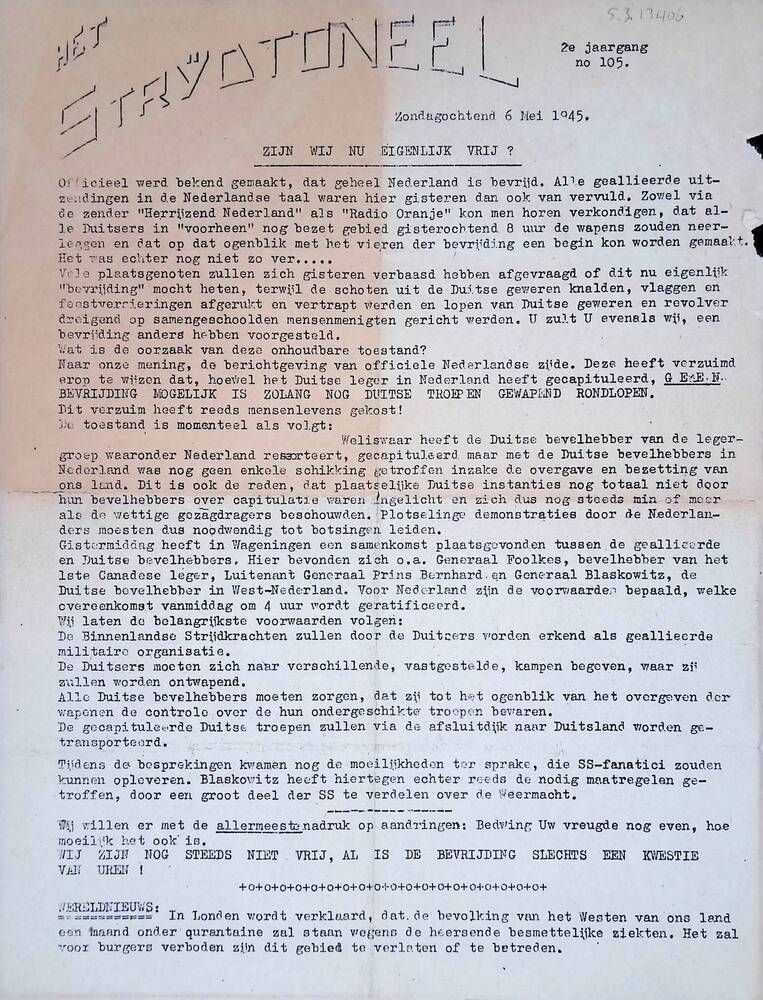 5.3.13406
HET
STRYDTONEEL
2e jaargang
no 105.
Zondagochtend 6 Mei 1945.
ZIJN WIJ NU EIGENLIJK VRIJ ?
Officieel werd bekend gemaakt, dat geheel Nederland is bevrijd. Alle geallieerde uit-
zendingen in de Nederlandse taal waren hier gisteren dan ook van vervuld. Zowel via
de zender "Herrijzend Nederland" als "Radio Oranje" kon men horen verkondigen, dat al-
le Duitsers in "voorheen" nog bezet gebied gisterochtend 8 uur de wapens zouden neer-
leggen en dat op dat ogenblik met het vieren der bevrijding een begin kon worden gemaakt.
Het was echter nog niet zo ver.....
Vele plaatsgenoten zullen zich gisteren verbaasd hebben afgevraagd of dit nu eigenlijk
"bevrijding" mocht heten, terwijl de schoten uit de Duitse geweren knalden, vlaggen en
feestversieringen afgerukt en vertrapt werden en lopen van Duitse geweren en revolver
dreigend op samengeschoolden mensenmenigten gericht werden. U zult U evenals wij, een
bevrijding anders hebben voorgesteld.
Wat is de oorzaak van deze onhoudbare toestand?
Naar onze mening, de berichtgeving van officiele Nederlandse zijde. Deze heeft verzuimd
erop te wijzen dat, hoewel het Duitse leger in Nederland heeft gecapituleerd, G E E N
BEVRIJDING MOGELIJK IS ZOLANG NOG DUITSE TROEPEN GEWAPEND RONDLOPEN.
Dit verzuim heeft reeds mensenlevens gekost!
De toestand is momenteel als volgt:
Weliswaar heeft de Duitse bevelhebber van de leger-
groep waaronder Nederland ressorteert, gecapituleerd maar met de Duitse bevelhebbers in
Nederland was nog geen enkele schikking getroffen inzake de overgave en bezetting van
ons land. Dit is ook de reden, dat plaatselijke Duitse instanties nog totaal niet door
hun bevelhebbers over capitulatie waren ingelicht en zich dus nog steeds min of meer
als de wettige gezagdragers beschouwden. Plotselinge demonstraties door de Nederlan-
ders moesten dus noodwendig tot botsingen leiden.
Gistermiddag heeft in Wageningen een samenkomst plaatsgevonden tussen de geallieerde
en Duitse bevelhebbers. Hier bevonden zich o.a. Generaal Foolkes, bevelhebber van het
1ste Canadese leger, Luitenant Generaal Prins Bernhard en Generaal Blaskowitz, de
Duitse bevelhebber in West-Nederland. Voor Nederland zijn de voorwaarden bepaald, welke
overeenkomst vanmiddag om 4 uur wordt geratificeerd.
Wij laten de belangrijkste voorwaarden volgen:
De Binnenlandse Strijdkrachten zullen door de Duitsers worden erkend als geallieerde
militaire organisatie.
De Duitsers moeten zich naar verschillende, vastgestelde, kampen begeven, waar zij
zullen worden ontwapend.
Alle Duitse bevelhebbers moeten zorgen, dat zij tot het ogenblik van het overgeven der
wapenen de controle over de hun ondergeschikte troepen bewaren.
De gecapituleerde Duitse troepen zullen via de afsluitdijk naar Duitsland worden ge-
transporteerd.
Tijdens de besprekingen kwamen nog de moeilijkheden ter sprake, die SS-fanatici zouden
kunnen opleveren. Blaskowitz heeft hiertegen echter reeds de nodig maatregelen ge-
troffen, door een groot deel der SS te verdelen over de Weermacht.
Wij willen er met de allermeeste nadruk op aandringen: Bedwing Uw vreugde nog even, hoe
moeilijk het ook is.
WIJ ZIJN NOG STEEDS NIET VRIJ, AL IS DE BEVRIJDING SLECHTS EEN KWESTIE
VAN UREN !
+o+o+o+o+o+o+o+o+o+o+o+o+o+o+o+o+o+o+o+
WERELDNIEUWS:
In Londen wordt verklaard, dat de bevolking van het Westen van ons land
een maand onder qurantaine zal staan wegens de heersende besmettelijke ziekten. Het zal
voor burgers verboden zijn dit gebied te verlaten of te betreden.